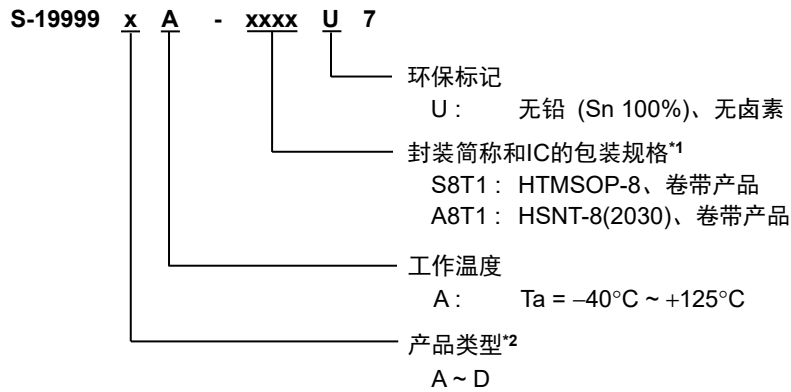 S-19999 x A - xxxx U 7
环保标记
U : 无铅 (Sn 100%)、无卤素
封装简称和IC的包装规格*1
S8T1 : HTMSOP-8、卷带产品
A8T1 : HSNT-8(2030)、卷带产品
工作温度
A : Ta = −40°C ~ +125°C
产品类型*2
A ~ D